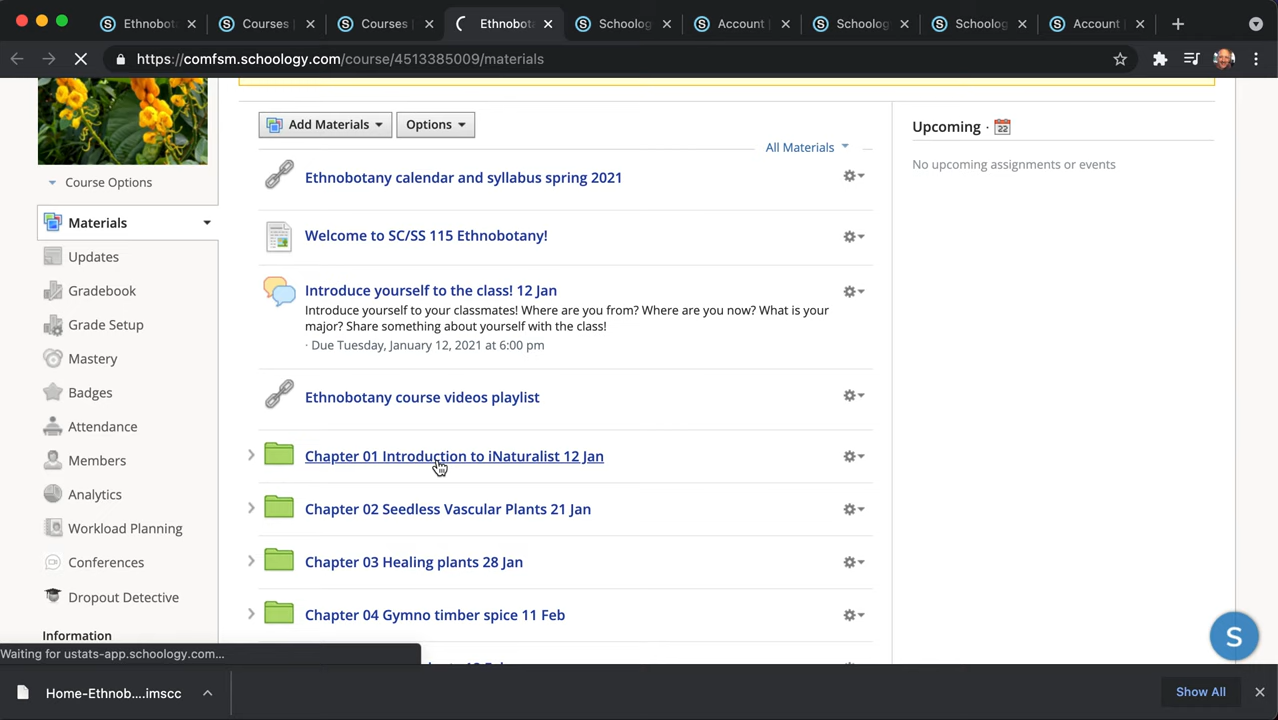 Ethnobot
Courses |
Courses |
Ethnobota
Schoolog
Account |
Schoolog
Schoolog
Account |
https://comfsm.schoology.com/course/4513385009/materials
Add Materials
Options
All Materials
Upcoming ·
22
No upcoming assignments or events
Course Options
Materials
Updates
Gradebook
Grade Setup
Mastery
Badges
Attendance
Members
Analytics
Workload Planning
Conferences
Dropout Detective
Information
Ethnobotany calendar and syllabus spring 2021
Welcome to SC/SS 115 Ethnobotany!
Introduce yourself to the class! 12 Jan
Introduce yourself to your classmates! Where are you from? Where are you now? What is your
major? Share something about yourself with the class!
· Due Tuesday, January 12, 2021 at 6:00 pm
Ethnobotany course videos playlist
Chapter 01 Introduction to iNaturalist 12 Jan
Chapter 02 Seedless Vascular Plants 21 Jan
Chapter 03 Healing plants 28 Jan
Chapter 04 Gymno timber spice 11 Feb
S
Waiting for ustats-app.schoology.com...
Home-Ethnob....imscc
Show All